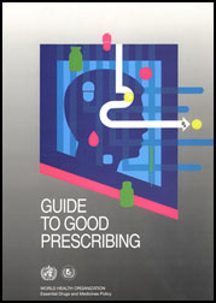 GUIDE
TO GOOD
PRESCRIBING
WORLD HEALTH ORGANIZATION
Essential Drugs and Medicines Policy